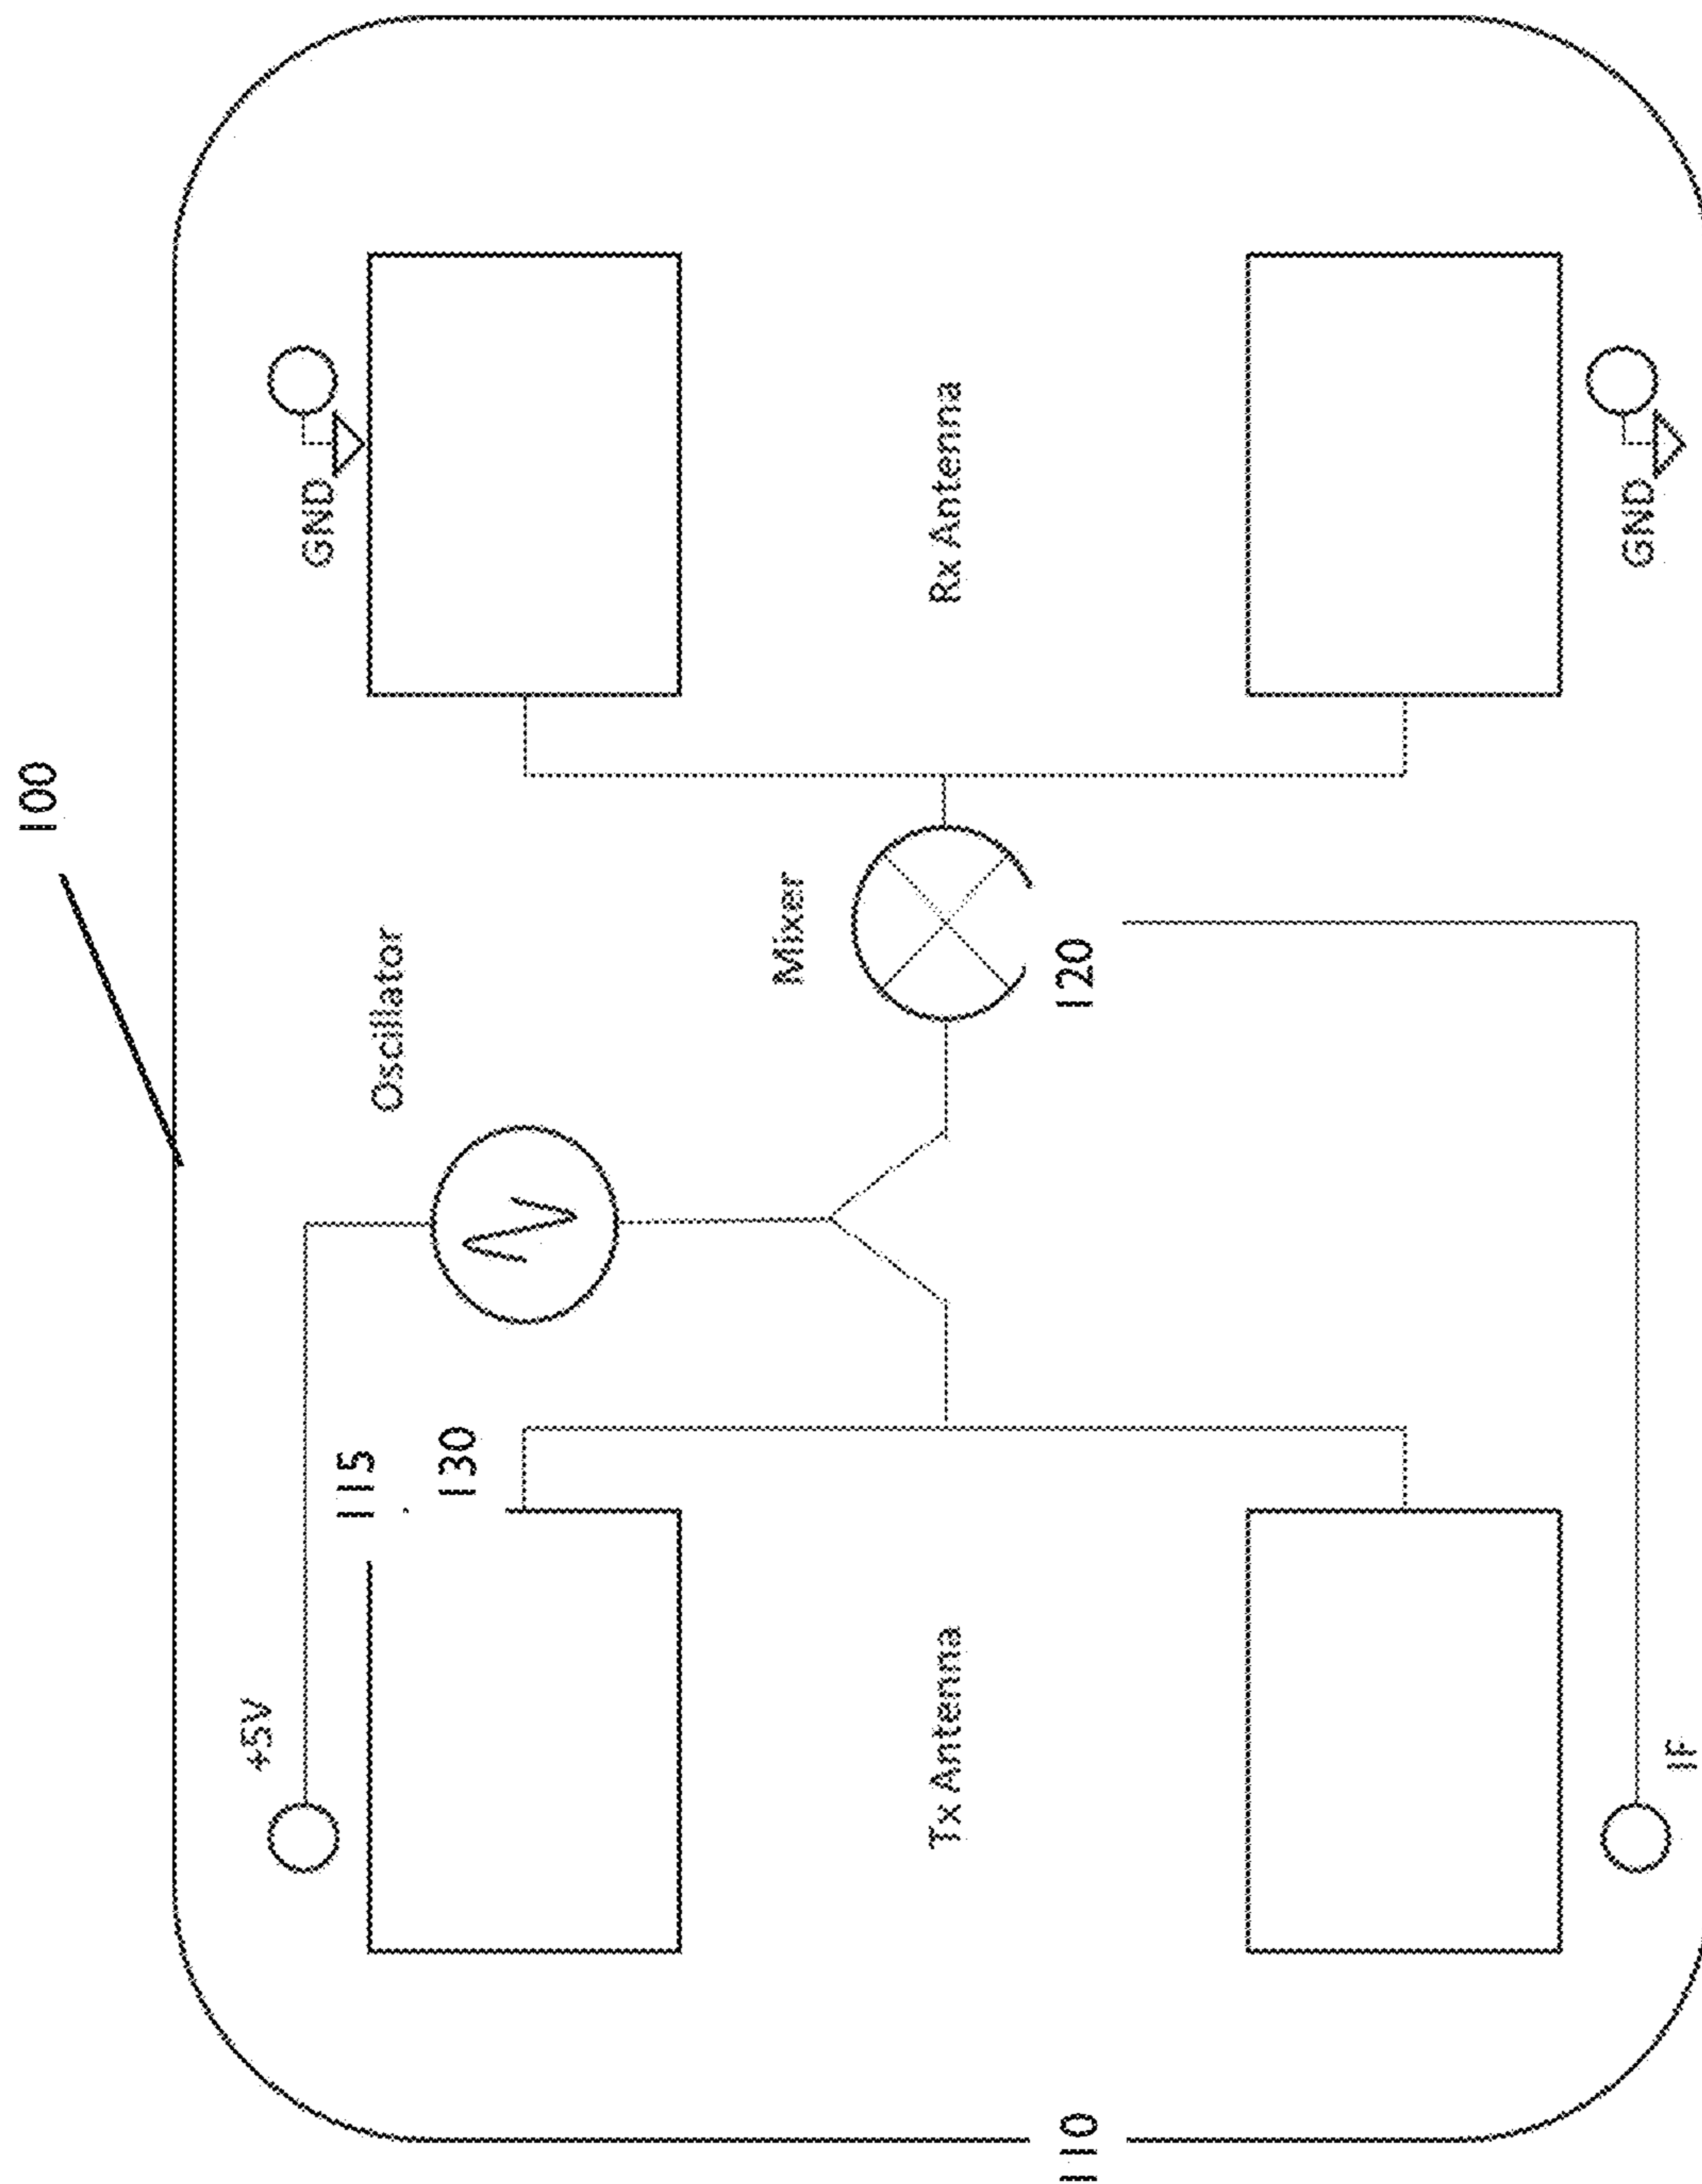 100
+5V
GND
115
Oscillator
130
Mixer
Tx Antenna
Rx Antenna
110
120
GND
IF